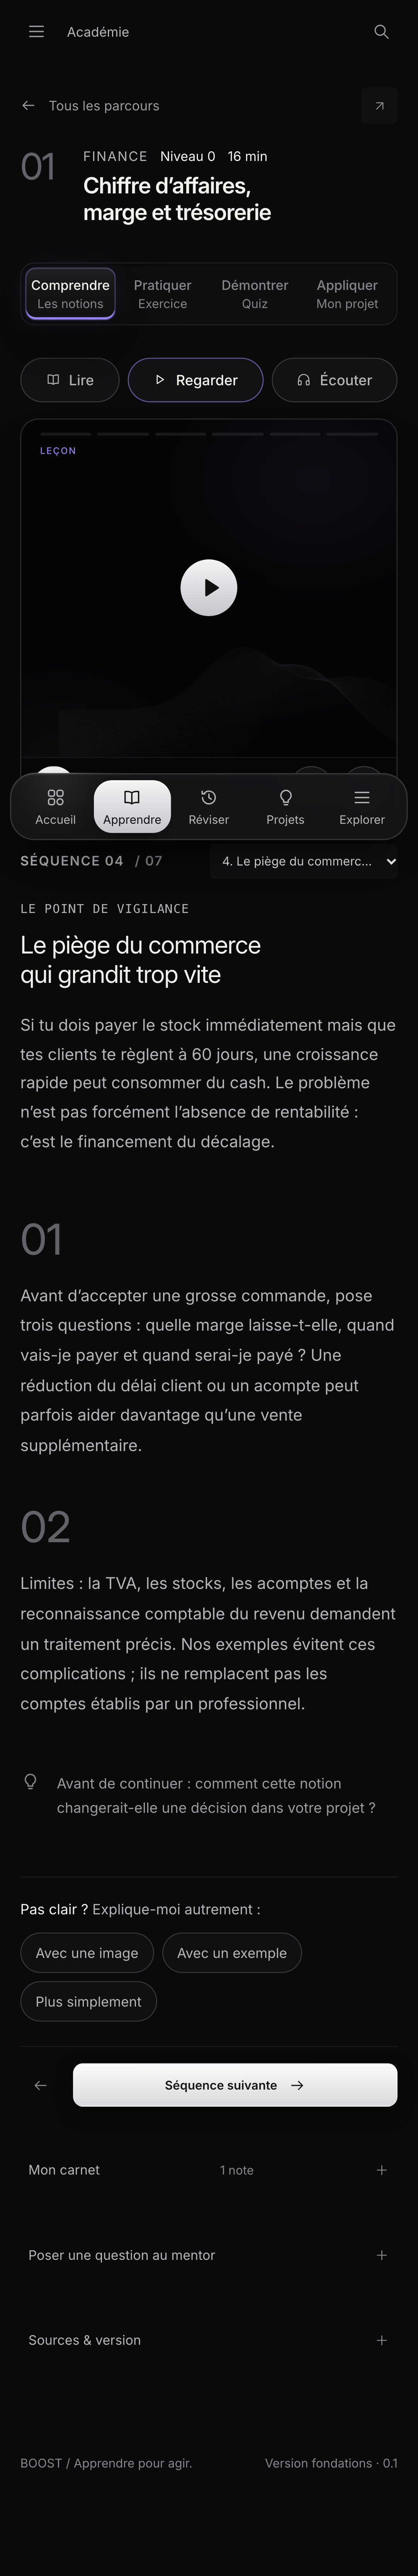 Académie
Tous les parcours
01
FINANCE Niveau 0 16 min
Chiffre d’affaires,
marge et trésorerie
Comprendre
Les notions
Pratiquer
Exercice
Démontrer
Quiz
Appliquer
Mon projet
Lire
Regarder
Écouter
LEÇON
Accueil
Apprendre
Réviser
Projets
Explorer
SÉQUENCE 04 / 07
4. Le piège du commerc…
LE POINT DE VIGILANCE
Le piège du commerce
qui grandit trop vite
Si tu dois payer le stock immédiatement mais que
tes clients te règlent à 60 jours, une croissance
rapide peut consommer du cash. Le problème
n’est pas forcément l’absence de rentabilité :
c’est le financement du décalage.
01
Avant d’accepter une grosse commande, pose
trois questions : quelle marge laisse-t-elle, quand
vais-je payer et quand serai-je payé ? Une
réduction du délai client ou un acompte peut
parfois aider davantage qu’une vente
supplémentaire.
02
Limites : la TVA, les stocks, les acomptes et la
reconnaissance comptable du revenu demandent
un traitement précis. Nos exemples évitent ces
complications ; ils ne remplacent pas les
comptes établis par un professionnel.
Avant de continuer : comment cette notion
changerait-elle une décision dans votre projet ?
Pas clair ? Explique-moi autrement :
Avec une image
Avec un exemple
Plus simplement
Séquence suivante
Mon carnet
1 note
Poser une question au mentor
Sources & version
BOOST / Apprendre pour agir.
Version fondations · 0.1